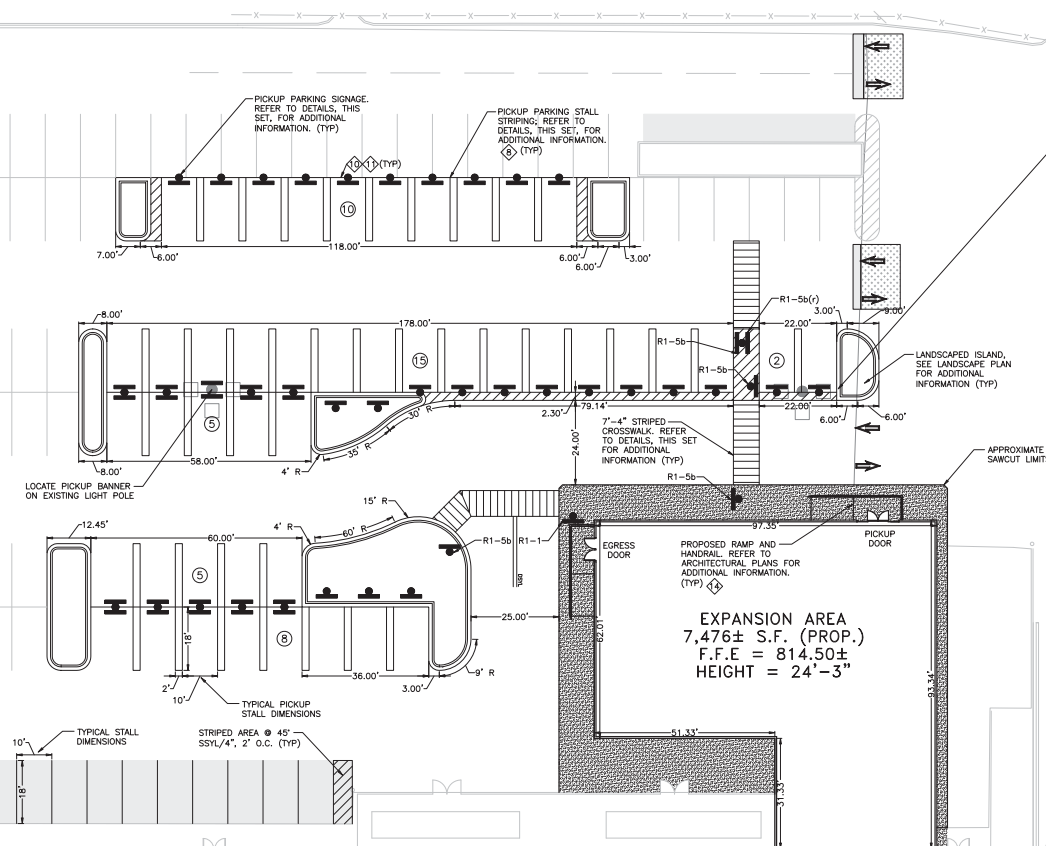 PICKUP PARKING SIGNAGE.
REFER TO DETAILS, THIS
SET, FOR ADDITIONAL
INFORMATION. (TYP)
PICKUP PARKING STALL
STRIPING; REFER TO
DETAILS, THIS SET, FOR
ADDITIONAL INFORMATION.
8 (TYP)
10 11 (TYP)
10
7.00'
6.00'
118.00'
6.00'
6.00'
3.00'
R1-5b(r)
8.00'
178.00'
3.00'
9.00'
22.00'
R1-5b
15
2
R1-5b
LANDSCAPED ISLAND,
SEE LANDSCAPE PLAN
FOR ADDITIONAL
INFORMATION (TYP)
5
30' R
2.30'
79.14'
22.00'
6.00'
6.00'
7'-4" STRIPED
CROSSWALK. REFER
TO DETAILS, THIS SET
FOR ADDITIONAL
INFORMATION (TYP)
24.00'
35' R
8.00'
58.00'
4' R
APPROXIMATE
SAWCUT LIMIT
LOCATE PICKUP BANNER
ON EXISTING LIGHT POLE
R1-5b
15' R
12.45'
4' R
60' R
60.00'
R1-5b
R1-1
97.35'
EGRESS
DOOR
PROPOSED RAMP AND
HANDRAIL. REFER TO
ARCHITECTURAL PLANS FOR
ADDITIONAL INFORMATION.
(TYP) 14
PICKUP
DOOR
5
25.00'
62.01'
EXPANSION AREA
7,476± S.F. (PROP.)
F.F.E = 814.50±
HEIGHT = 24'-3"
8
18'
36.00'
9' R
2'
3.00'
10'
93.34'
TYPICAL PICKUP
STALL DIMENSIONS
TYPICAL STALL
DIMENSIONS
10'
STRIPED AREA @ 45°
SSYL/4", 2' O.C. (TYP)
51.33'
18'
31.33'